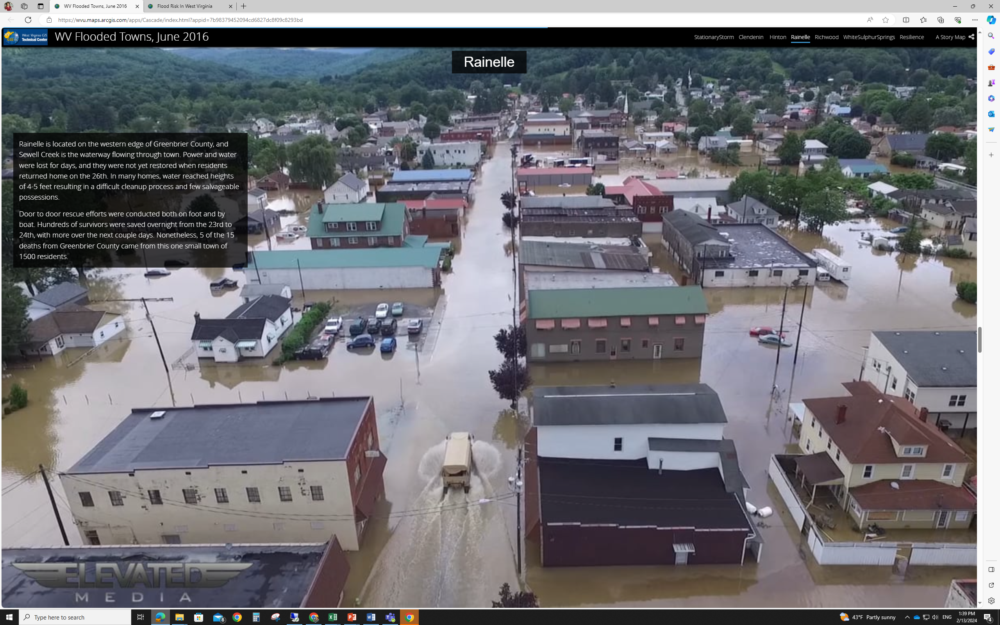 WV Flooded Towns, June 2016
Flood Risk In West Virginia
https://wvu.maps.arcgis.com/apps/Cascade/index.html?appid=7b98379452094cd6827dc8f09c8293bd
West Virginia GIS
Technical Center
WV Flooded Towns, June 2016
StationaryStorm Clendenin Hinton Rainelle Richwood WhiteSulphurSprings Resilience A Story Map
Rainelle
Rainelle is located on the western edge of Greenbrier County, and
Sewell Creek is the waterway flowing through town. Power and water
were lost for days, and they were not yet restored when residents
returned home on the 26th. In many homes, water reached heights
of 4-5 feet resulting in a difficult cleanup process and few salvageable
possessions.
Door to door rescue efforts were conducted both on foot and by
boat. Hundreds of survivors were saved overnight from the 23rd to
24th, with more over the next couple days. Nonetheless, 5 of the 15
deaths from Greenbrier County came from this one small town of
1500 residents.
ELEVATED
MEDIA
Type here to search
8
43°F Partly sunny
ENG
1:39 PM
2/13/2024
4